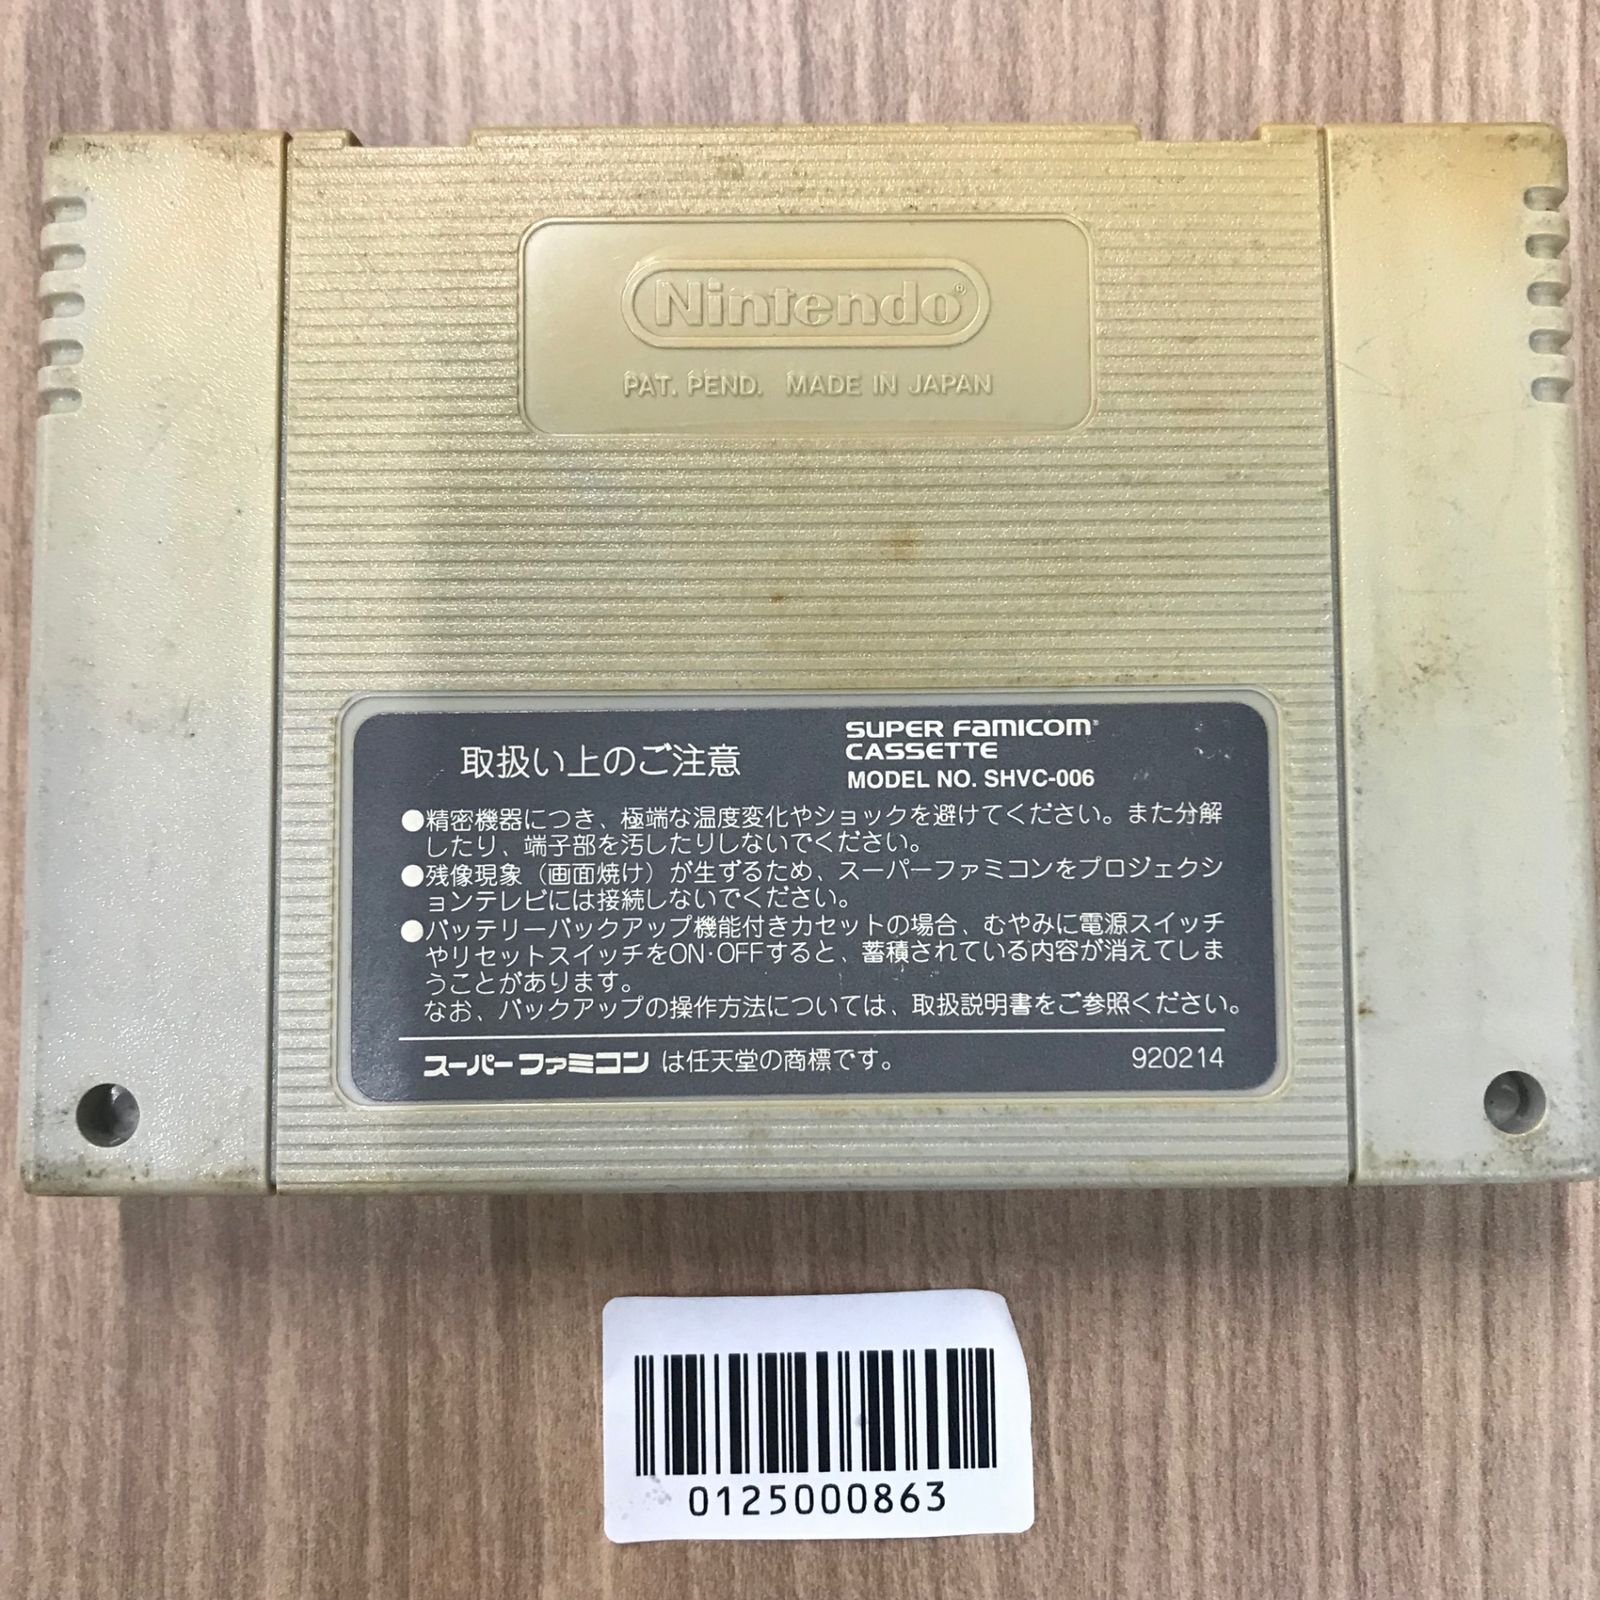 Nintendo®
PAT. PEND. MADE IN JAPAN
取扱い上のご注意
SUPER FAMICOM®
CASSETTE
MODEL NO. SHVC-006
●精密機器につき、極端な温度変化やショックを避けてください。また分解
したり、端子部を汚したりしないでください。
●残像現象（画面焼け）が生ずるため、スーパーファミコンをプロジェクシ
ョンテレビには接続しないでください。
●バッテリーバックアップ機能付きカセットの場合、むやみに電源スイッチ
やリセットスイッチをON·OFFすると、蓄積されている内容が消えてしま
うことがあります。
なお、バックアップの操作方法については、取扱説明書をご参照ください。
スーパーファミコン は任天堂の商標です。
920214
0125000863